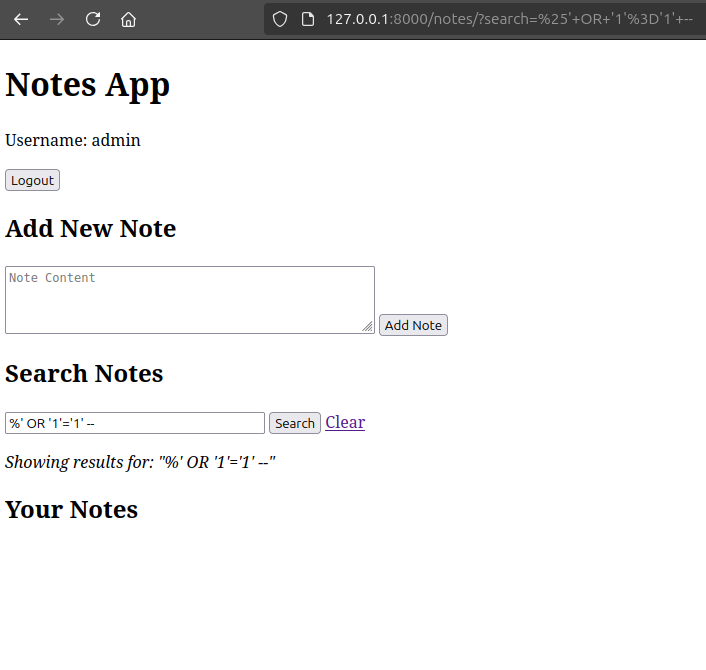 127.0.0.1:8000/notes/?search=%25'+OR+'1'%3D'1'+--
Notes App
Username: admin
Logout
Add New Note
Note Content
Add Note
Search Notes
%' OR '1'='1' -- Search Clear
Showing results for: "%' OR '1'='1' --"
Your Notes